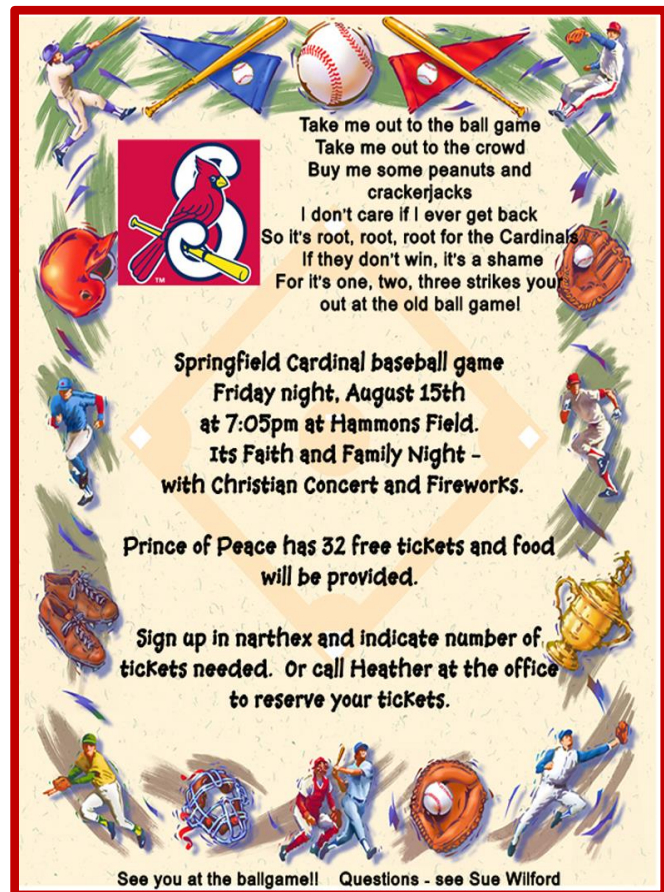 Take me out to the ball game
Take me out to the crowd
Buy me some peanuts and
crackerjacks
I don't care if I ever get back
So it's root, root, root for the Cardinals
If they don't win, it's a shame
For it's one, two, three strikes your
out at the old ball game!
S
TM
Springfield Cardinal baseball game
Friday night, August 15th
at 7:05pm at Hammons Field.
Its Faith and Family Night -
with Christian Concert and Fireworks.
Prince of Peace has 32 free tickets and food
will be provided.
Sign up in narthex and indicate number of
tickets needed. Or call Heather at the office
to reserve your tickets.
See you at the ballgame!! Questions - see Sue Wilford